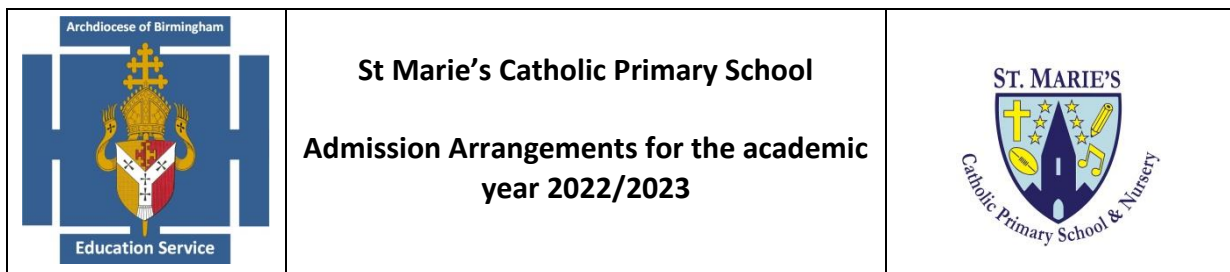 Archdiocese of Birmingham
Education Service
St Marie’s Catholic Primary School
Admission Arrangements for the academic
year 2022/2023
ST. MARIE'S
Catholic Primary School & Nursery